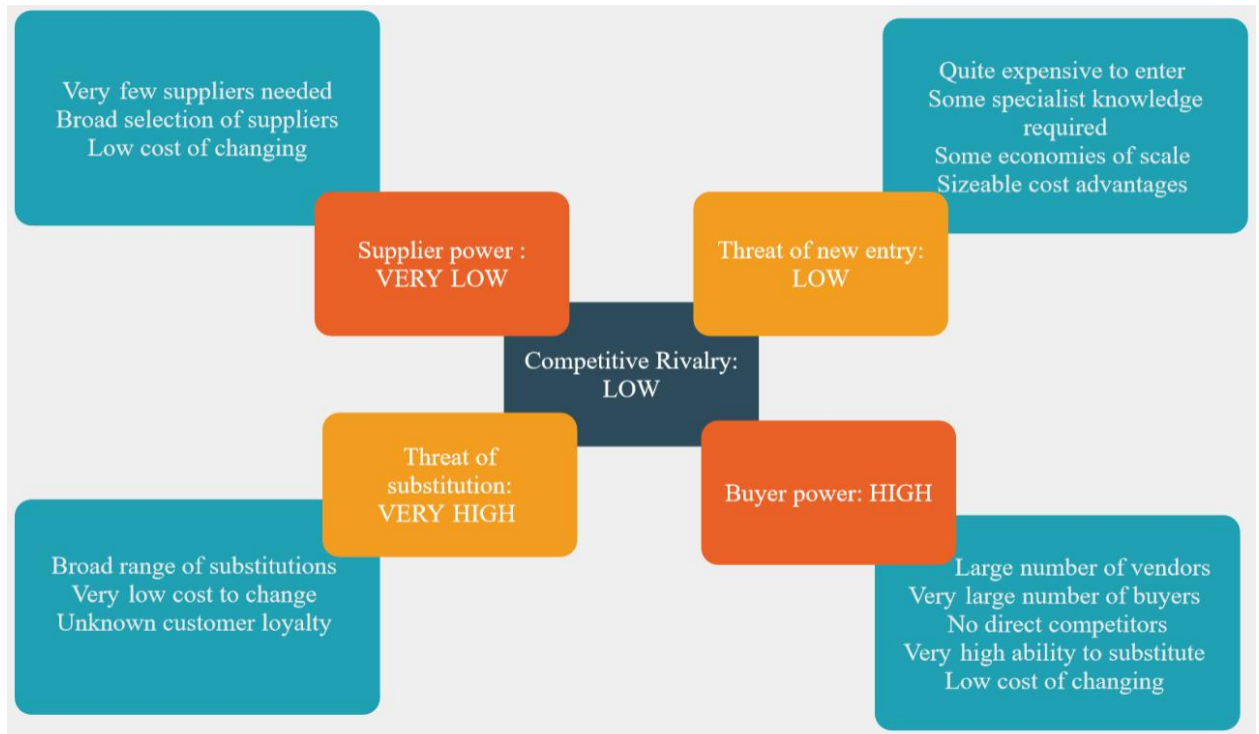 Very few suppliers needed
Broad selection of suppliers
Low cost of changing
Quite expensive to enter
Some specialist knowledge
required
Some economies of scale
Sizeable cost advantages
Supplier power :
VERY LOW
Threat of new entry:
LOW
Competitive Rivalry:
LOW
Threat of
substitution:
VERY HIGH
Buyer power: HIGH
Broad range of substitutions
Very low cost to change
Unknown customer loyalty
Large number of vendors
Very large number of buyers
No direct competitors
Very high ability to substitute
Low cost of changing